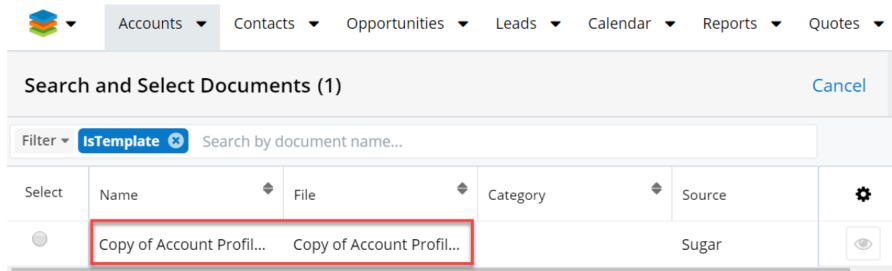 Accounts Contacts Opportunities Leads Calendar Reports Quotes
Search and Select Documents (1) Cancel
Filter IsTemplate Search by document name...
Select Name File Category Source
Copy of Account Profil... Copy of Account Profil... Sugar